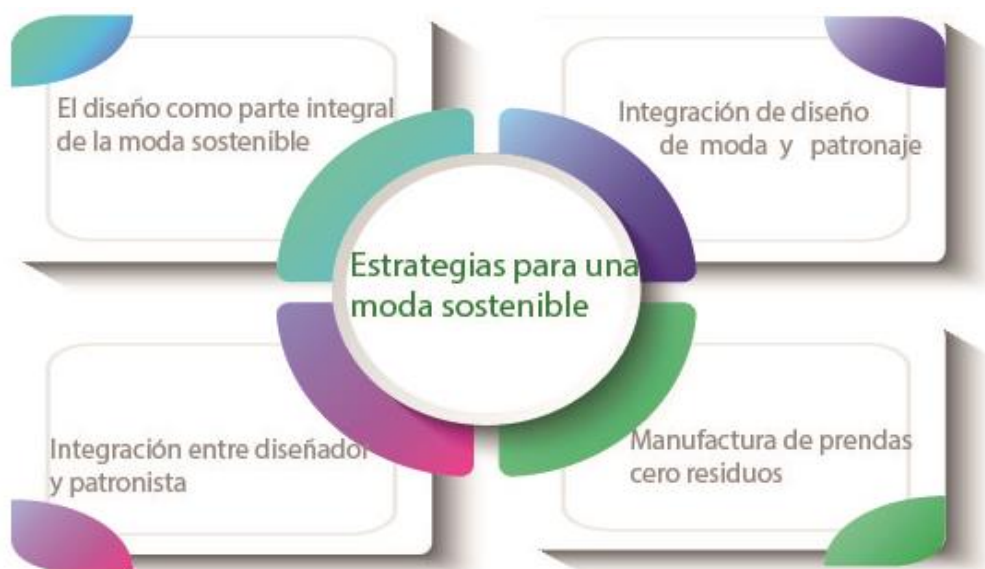 El diseño como parte integral
de la moda sostenible
Integración de diseño
de moda y patronaje
Estrategias para una
moda sostenible
Integración entre diseñador
y patronista
Manufactura de prendas
cero residuos